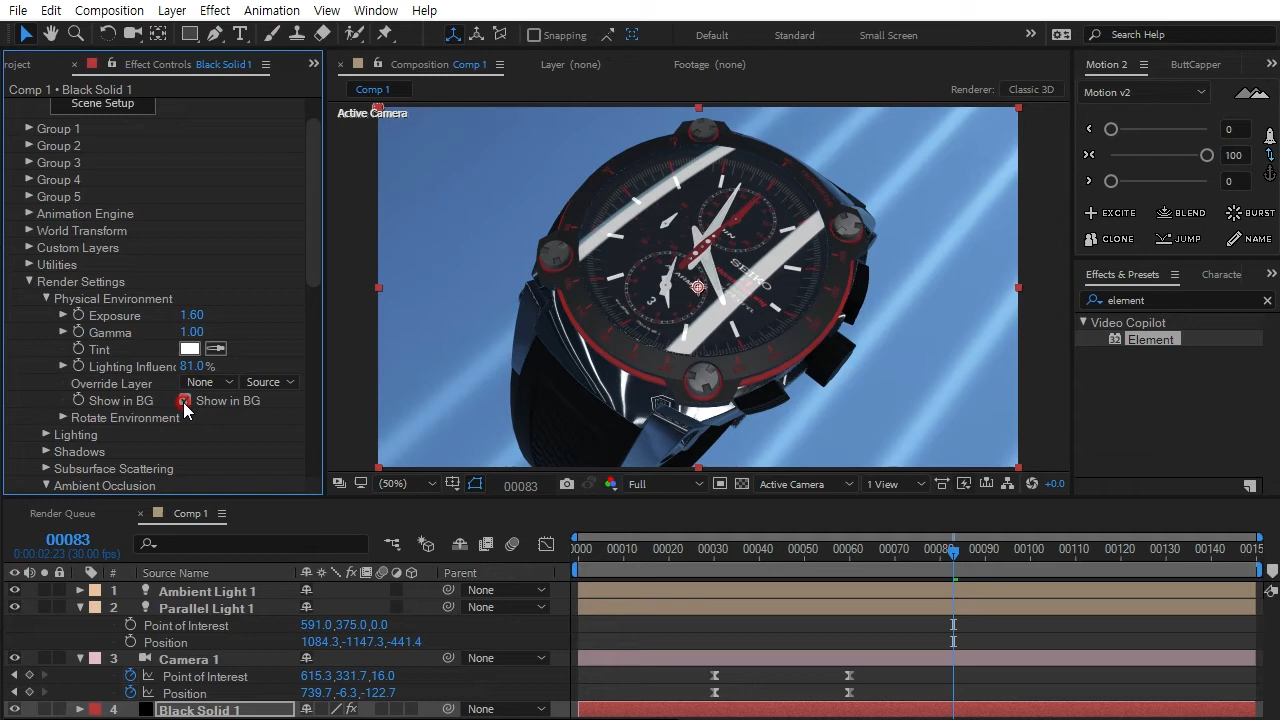 File Edit Composition Layer Effect Animation View Window Help
Snapping Default Standard Small Screen Search Help
roject Effect Controls Black Solid 1 Composition Comp 1 Layer (none) Footage (none) Motion 2 ButtCapper
Comp 1 • Black Solid 1 Comp 1 Renderer: Classic 3D Motion v2
Scene Setup Active Camera
Group 1 0
Group 2
Group 3 100
Group 4 0
Group 5
Animation Engine EXCITE BLEND BURST
World Transform
Custom Layers CLONE JUMP NAME
Utilities
Render Settings Effects & Presets Characte
Physical Environment element
Exposure 1.60
Gamma 1.00 Video Copilot
Tint Element
Lighting Influenc 81.0%
Override Layer None Source
Show in BG Show in BG
Rotate Environment
Lighting
Shadows
Subsurface Scattering
Ambient Occlusion
SEIKO
3
(50%) 00083 Full Active Camera 1 View +0.0
Render Queue Comp 1
00083
0:00:02:23 (30.00 fps)
0000 00010 00020 00030 00040 00050 00060 00070 00080 00090 00100 00110 00120 00130 00140 0015
# Source Name Parent
1 Ambient Light 1 None
2 Parallel Light 1 None
Point of Interest 591.0,375.0,0.0
Position 1084.3,-1147.3,-441.4
3 Camera 1 None
Point of Interest 615.3,331.7,16.0
Position 739.7,-6.3,-122.7
4 Black Solid 1 None